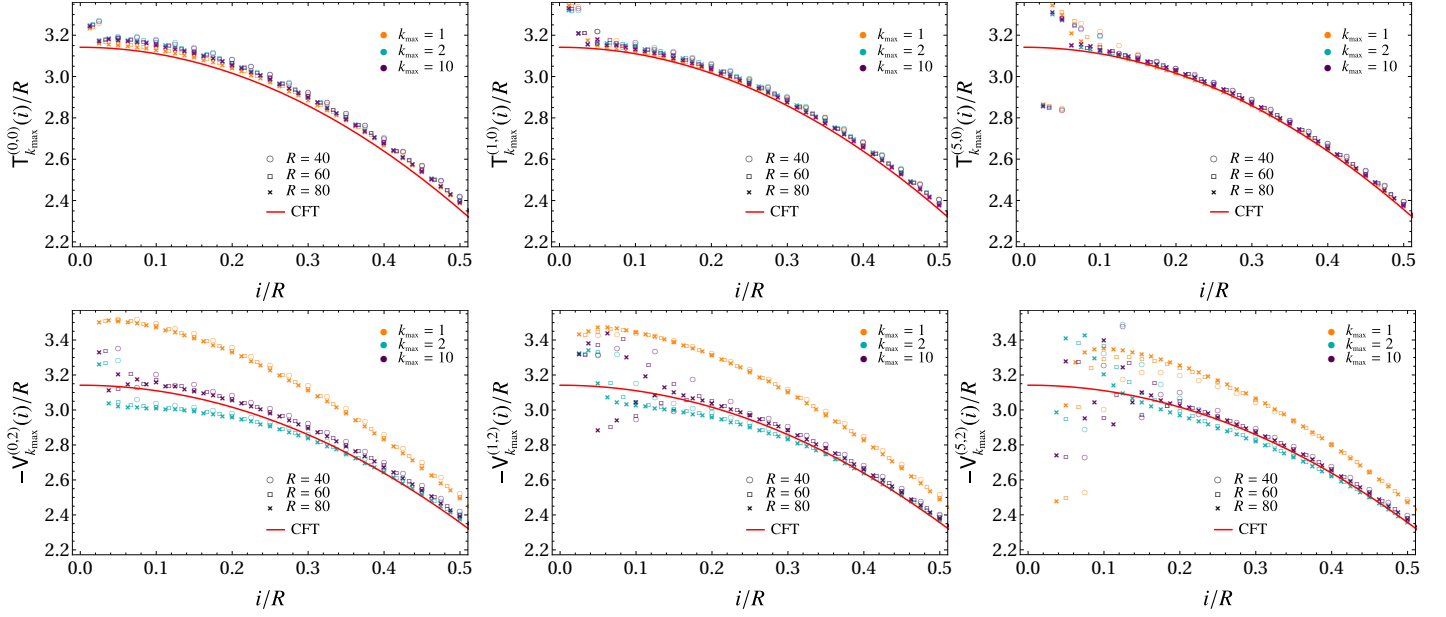 3.2
3.0
2.8
2.6
2.4
2.2
0.0 0.1 0.2 0.3 0.4 0.5
T_{k_max}^{(0,0)}(i)/R
i/R
k_max = 1
k_max = 2
k_max = 10
R = 40
R = 60
R = 80
CFT
3.2
3.0
2.8
2.6
2.4
2.2
0.0 0.1 0.2 0.3 0.4 0.5
T_{k_max}^{(1,0)}(i)/R
i/R
k_max = 1
k_max = 2
k_max = 10
R = 40
R = 60
R = 80
CFT
3.2
3.0
2.8
2.6
2.4
2.2
0.0 0.1 0.2 0.3 0.4 0.5
T_{k_max}^{(5,0)}(i)/R
i/R
k_max = 1
k_max = 2
k_max = 10
R = 40
R = 60
R = 80
CFT
3.4
3.2
3.0
2.8
2.6
2.4
2.2
0.0 0.1 0.2 0.3 0.4 0.5
−V_{k_max}^{(0,2)}(i)/R
i/R
k_max = 1
k_max = 2
k_max = 10
R = 40
R = 60
R = 80
CFT
3.4
3.2
3.0
2.8
2.6
2.4
2.2
0.0 0.1 0.2 0.3 0.4 0.5
−V_{k_max}^{(1,2)}(i)/R
i/R
k_max = 1
k_max = 2
k_max = 10
R = 40
R = 60
R = 80
CFT
3.4
3.2
3.0
2.8
2.6
2.4
2.2
0.0 0.1 0.2 0.3 0.4 0.5
−V_{k_max}^{(5,2)}(i)/R
i/R
k_max = 1
k_max = 2
k_max = 10
R = 40
R = 60
R = 80
CFT